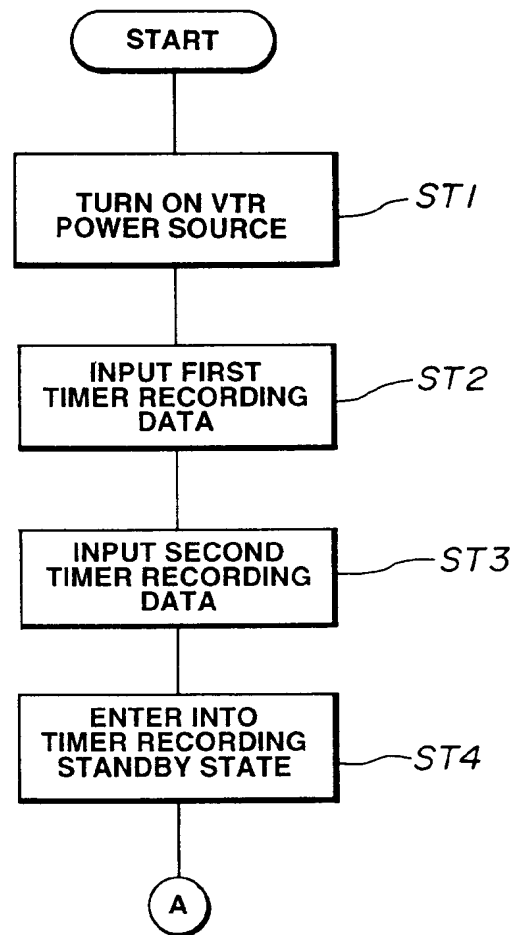 START
TURN ON VTR
POWER SOURCE
ST1
INPUT FIRST
TIMER RECORDING
DATA
ST2
INPUT SECOND
TIMER RECORDING
DATA
ST3
ENTER INTO
TIMER RECORDING
STANDBY STATE
ST4
A